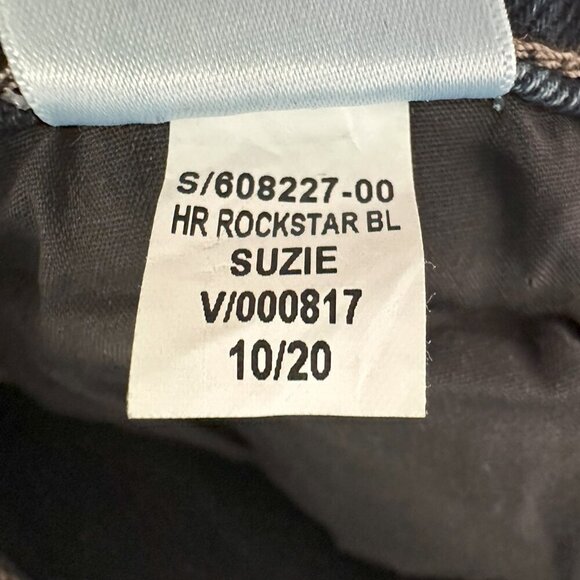 S/608227-00
HR ROCKSTAR BL
SUZIE
V/000817
10/20